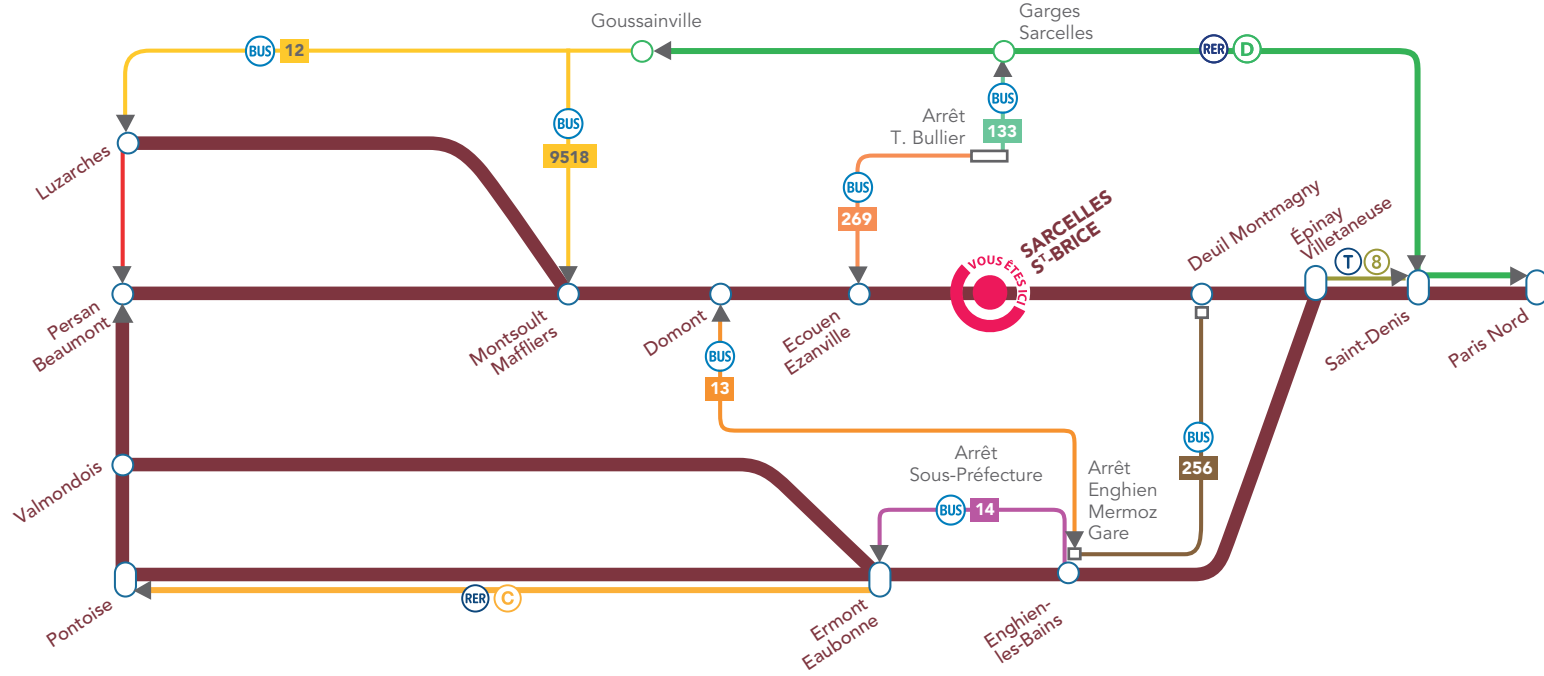 Goussainville
Garges
Sarcelles
BUS 12
RER D
BUS
133
Arrêt
T. Bullier
BUS
9518
Luzarches
BUS
269
SARCELLES
ST-BRICE
VOUS ÊTES ICI
Deuil Montmagny
Épinay
Villetaneuse
T 8
Persan
Beaumont
Montsoult
Maffliers
Domont
Ecouen
Ezanville
Saint-Denis
Paris Nord
BUS
13
BUS
256
Valmondois
Arrêt
Sous-Préfecture
BUS 14
Arrêt
Enghien
Mermoz
Gare
Pontoise
RER C
Ermont
Eaubonne
Enghien-
les-Bains